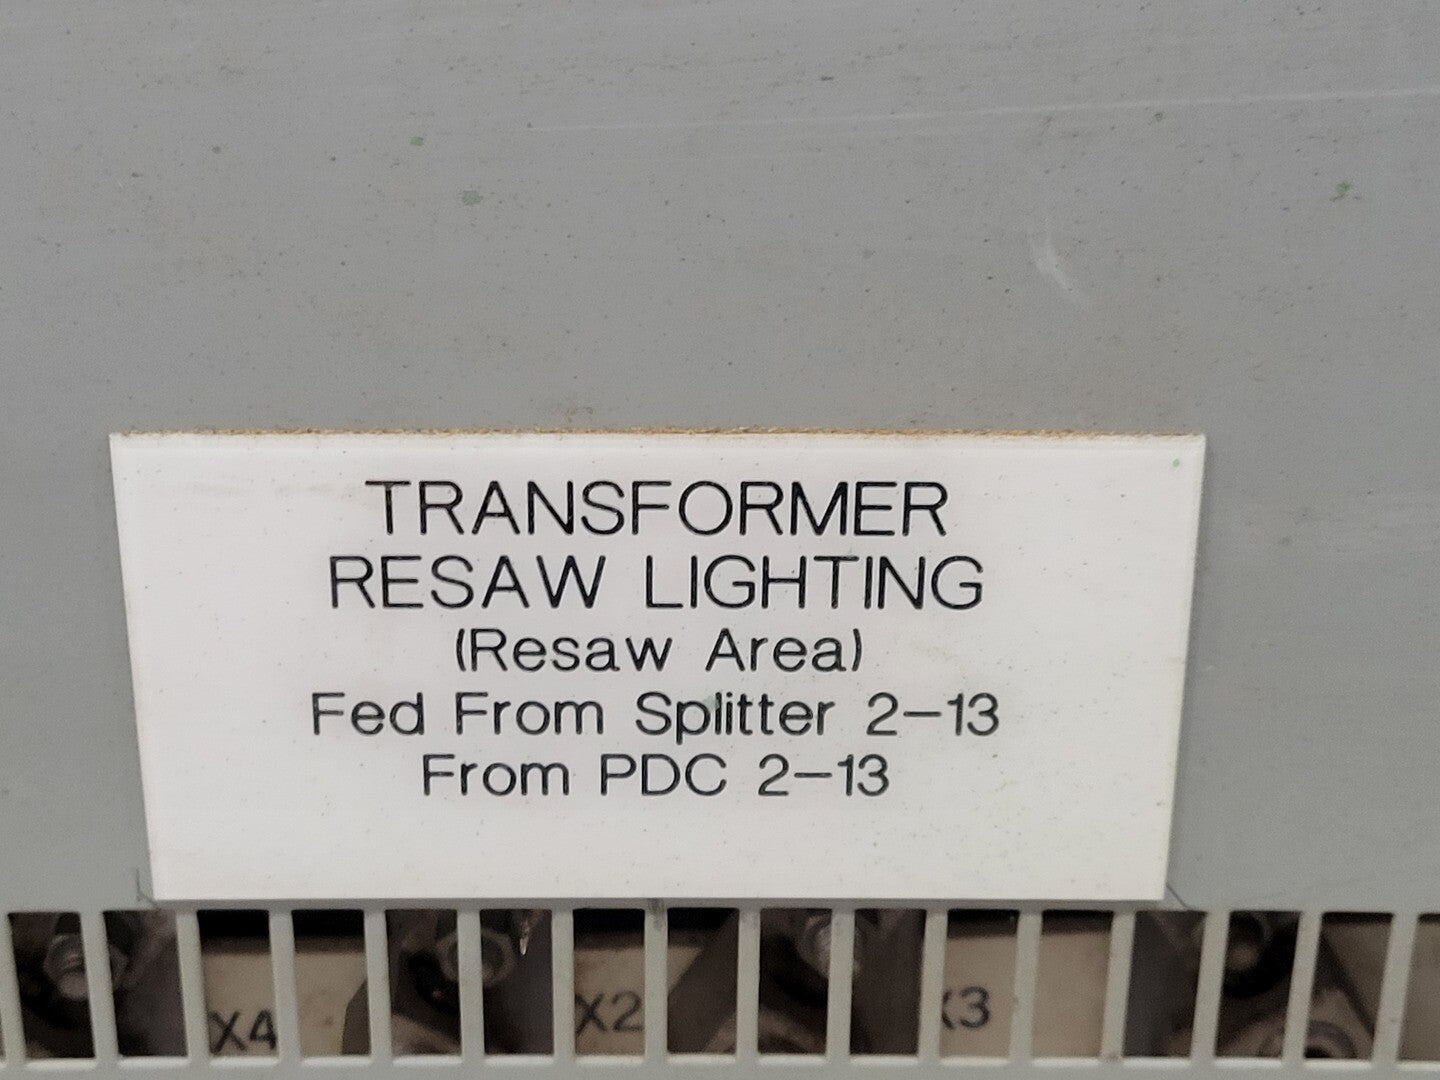 TRANSFORMER
RESAW LIGHTING
(Resaw Area)
Fed From Splitter 2-13
From PDC 2-13
X4 X2 X3